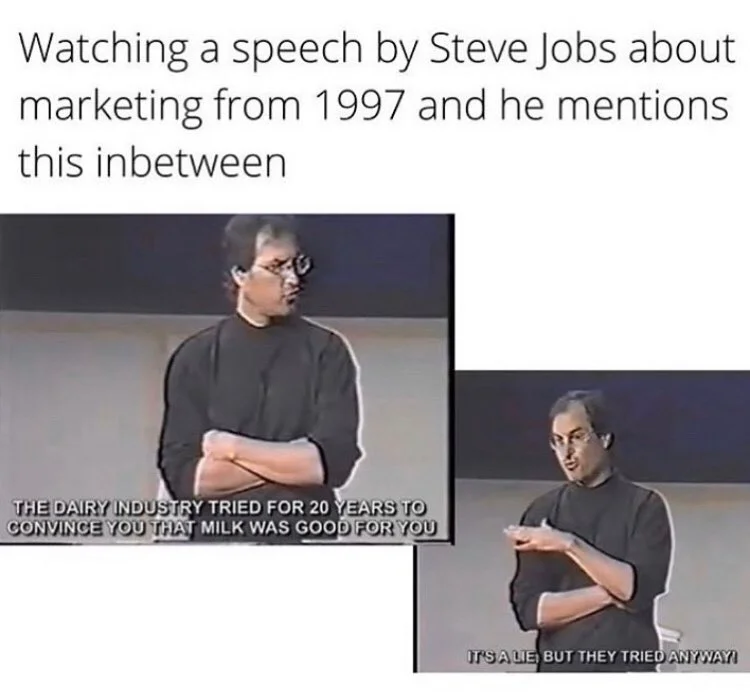 Watching a speech by Steve Jobs about
marketing from 1997 and he mentions
this inbetween
THE DAIRY INDUSTRY TRIED FOR 20 YEARS TO
CONVINCE YOU THAT MILK WAS GOOD FOR YOU
IT'S A LIE, BUT THEY TRIED ANYWAY!